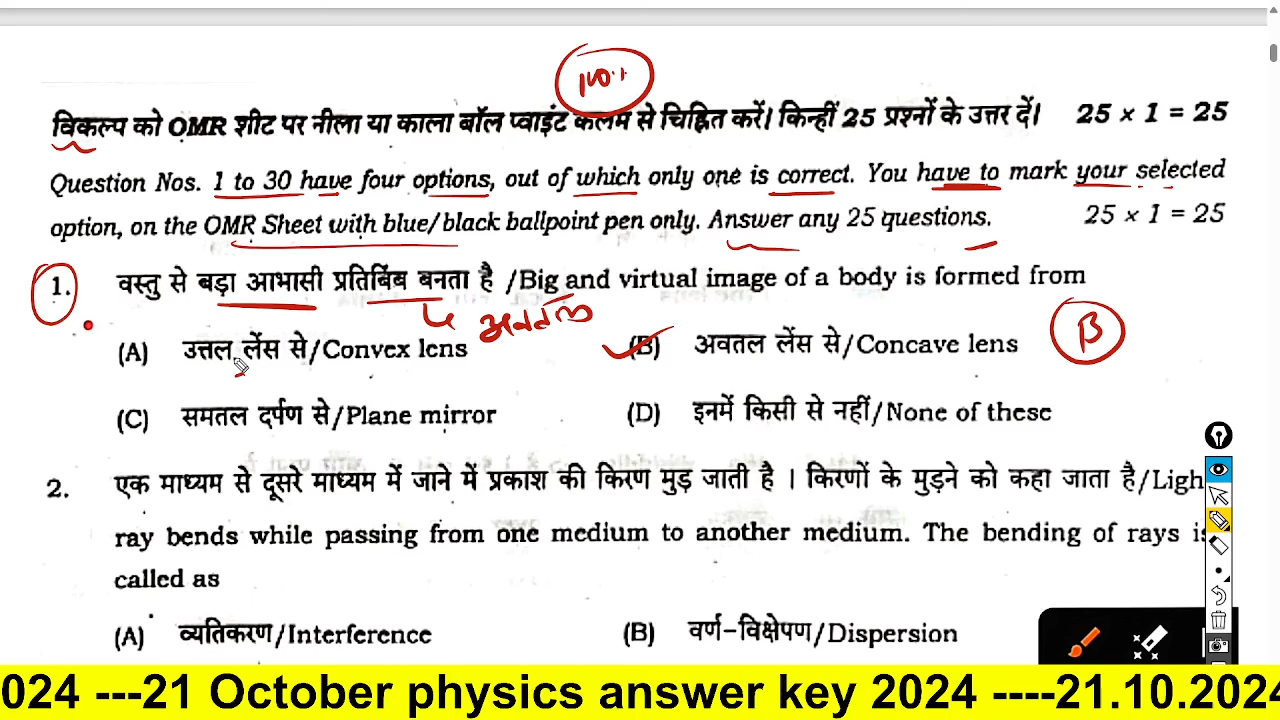 विकल्प को OMR शीट पर नीला या काला बॉल प्वाइंट कलम से चिह्नित करें। किन्हीं 25 प्रश्नों के उत्तर दें। 25 × 1 = 25
Question Nos. 1 to 30 have four options, out of which only one is correct. You have to mark your selected
option, on the OMR Sheet with blue/black ballpoint pen only. Answer any 25 questions. 25 × 1 = 25
1. वस्तु से बड़ा आभासी प्रतिबिंब बनता है /Big and virtual image of a body is formed from
अवतल
(A) उत्तल लेंस से/Convex lens (B) अवतल लेंस से/Concave lens B
(C) समतल दर्पण से/Plane mirror (D) इनमें किसी से नहीं/None of these
2. एक माध्यम से दूसरे माध्यम में जाने में प्रकाश की किरण मुड़ जाती है । किरणों के मुड़ने को कहा जाता है/Ligh
ray bends while passing from one medium to another medium. The bending of rays is
called as
(A) व्यतिकरण/Interference (B) वर्ण-विक्षेपण/Dispersion
024 ---21 October physics answer key 2024 ----21.10.2024